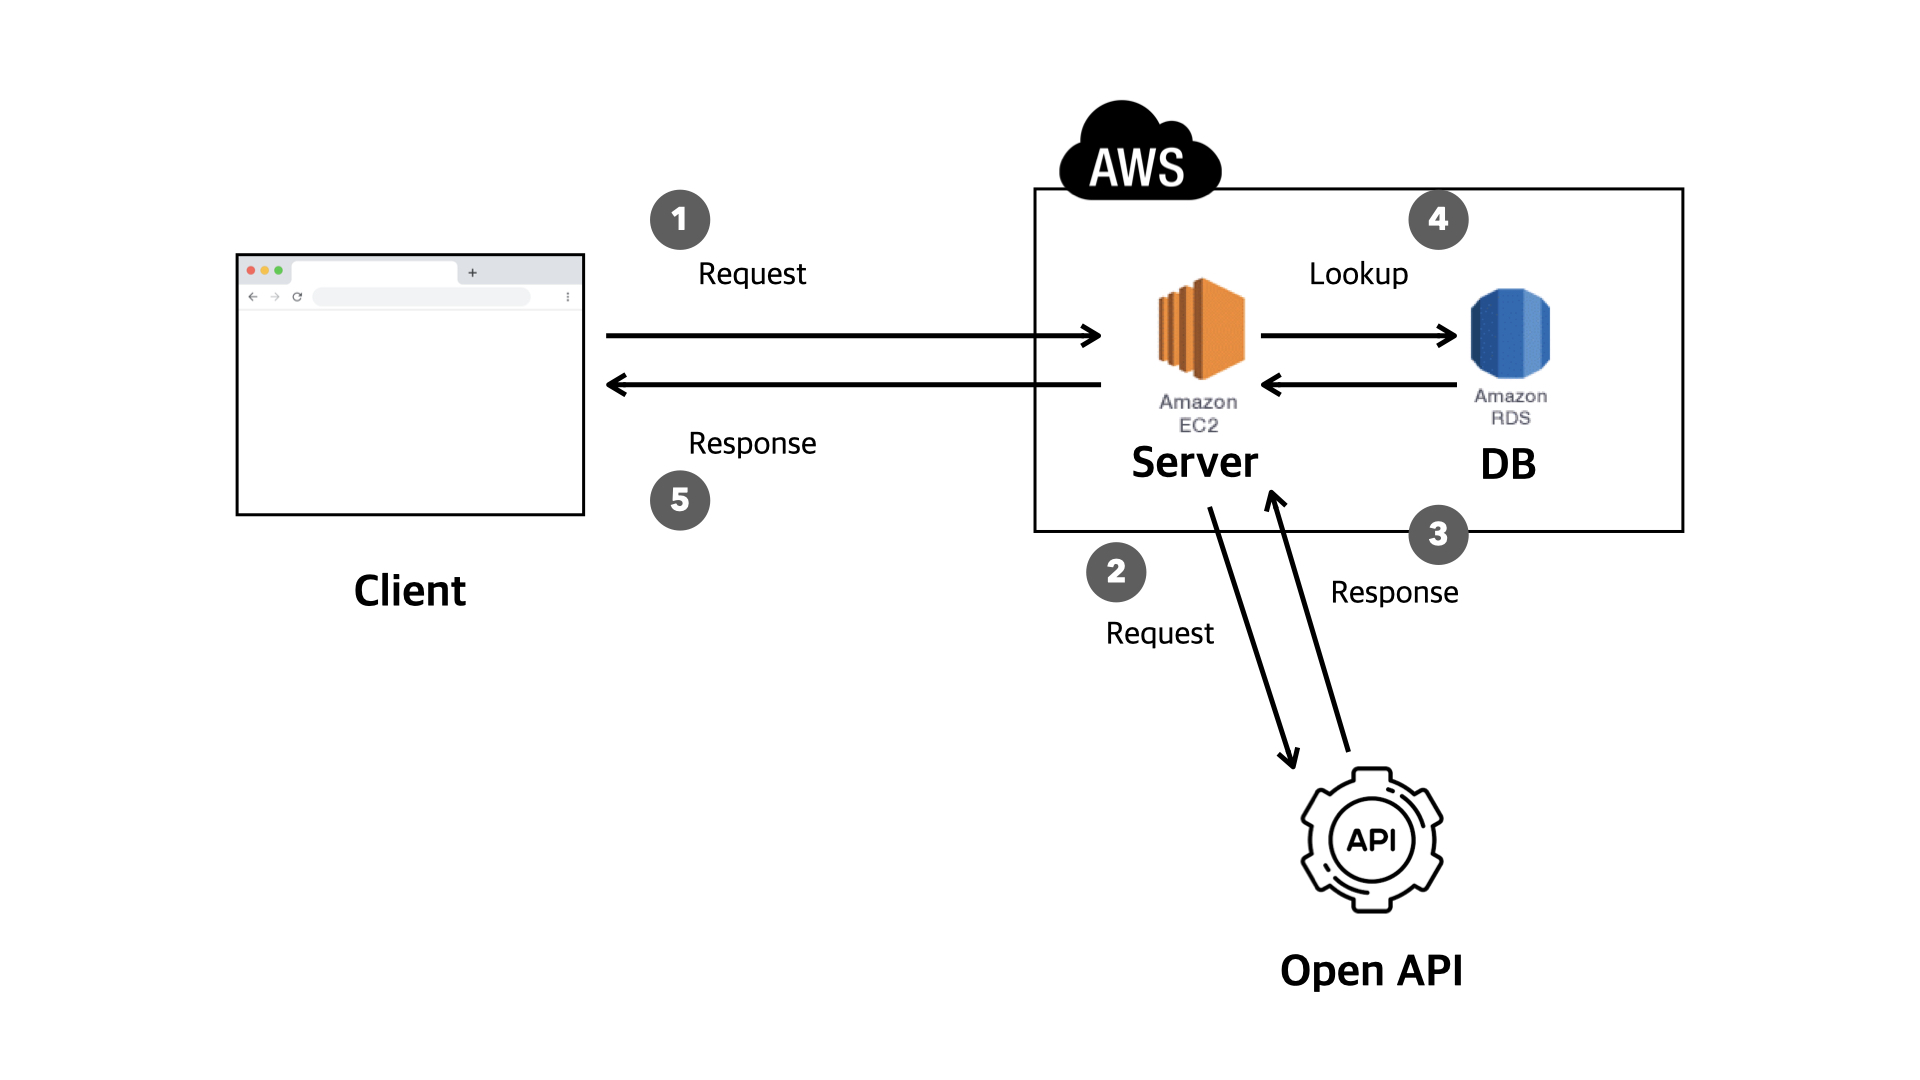 AWS
1
Request
4
Lookup
+
Amazon
EC2
Server
Amazon
RDS
DB
Response
5
Client
2
Request
3
Response
API
Open API